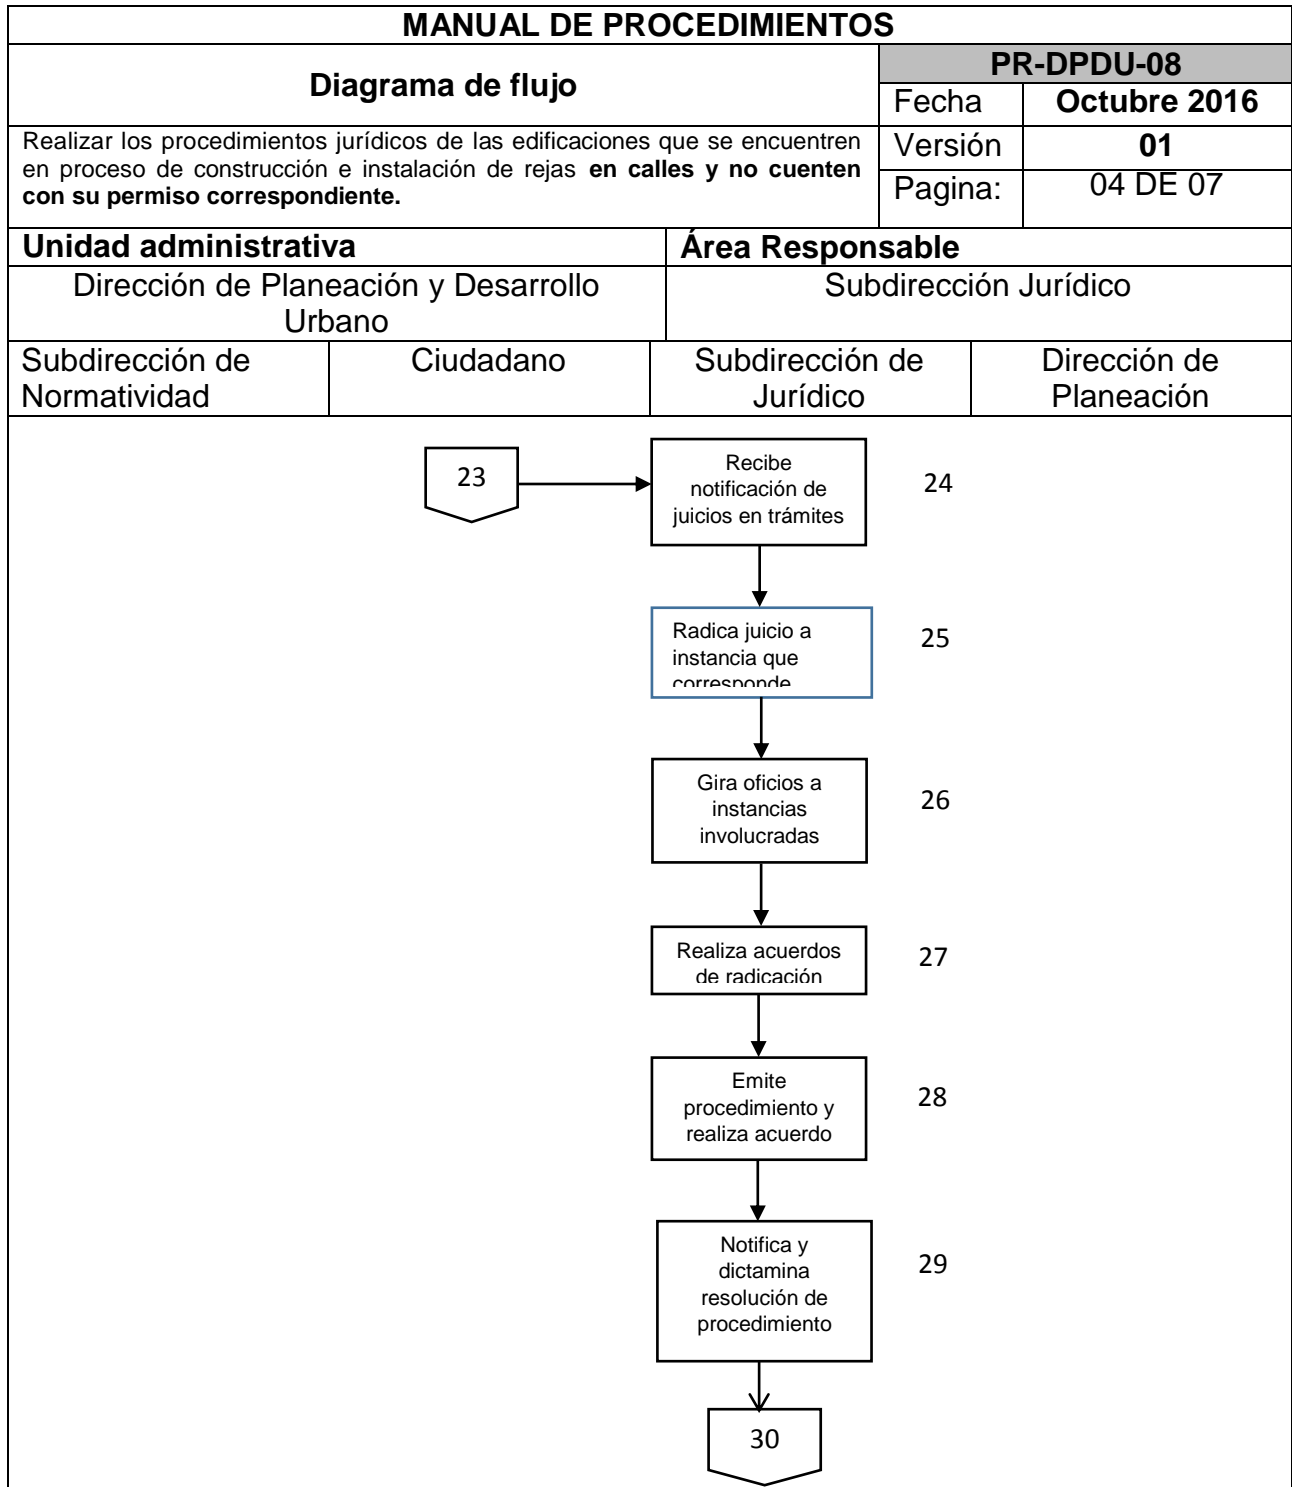 MANUAL DE PROCEDIMIENTOS
Diagrama de flujo
PR-DPDU-08
Fecha
Octubre 2016
Realizar los procedimientos jurídicos de las edificaciones que se encuentren
en proceso de construcción e instalación de rejas en calles y no cuenten
con su permiso correspondiente.
Versión
01
Pagina:
04 DE 07
Unidad administrativa
Área Responsable
Dirección de Planeación y Desarrollo
Urbano
Subdirección Jurídico
Subdirección de
Normatividad
Ciudadano
Subdirección de
Jurídico
Dirección de
Planeación
23
Recibe
notificación de
juicios en trámites
24
Radica juicio a
instancia que
corresponde
25
Gira oficios a
instancias
involucradas
26
Realiza acuerdos
de radicación
27
Emite
procedimiento y
realiza acuerdo
28
Notifica y
dictamina
resolución de
procedimiento
29
30